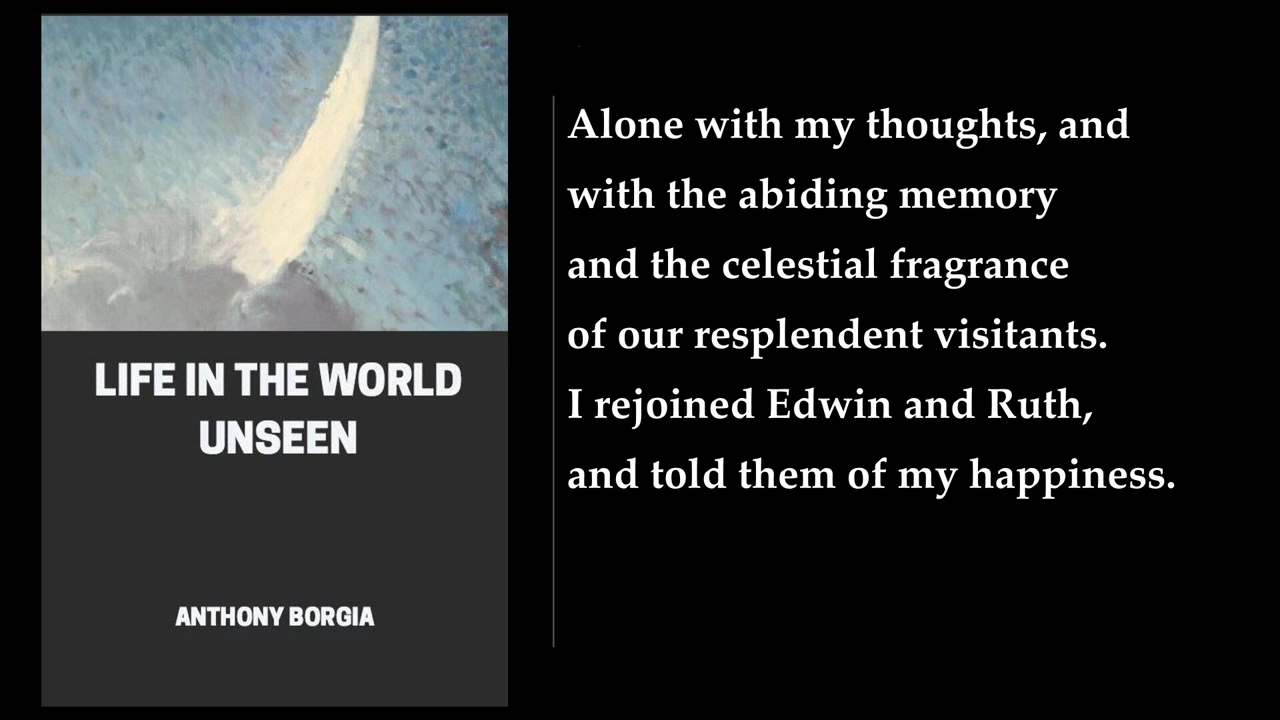 LIFE IN THE WORLD
UNSEEN
ANTHONY BORGIA
Alone with my thoughts, and
with the abiding memory
and the celestial fragrance
of our resplendent visitants.
I rejoined Edwin and Ruth,
and told them of my happiness.